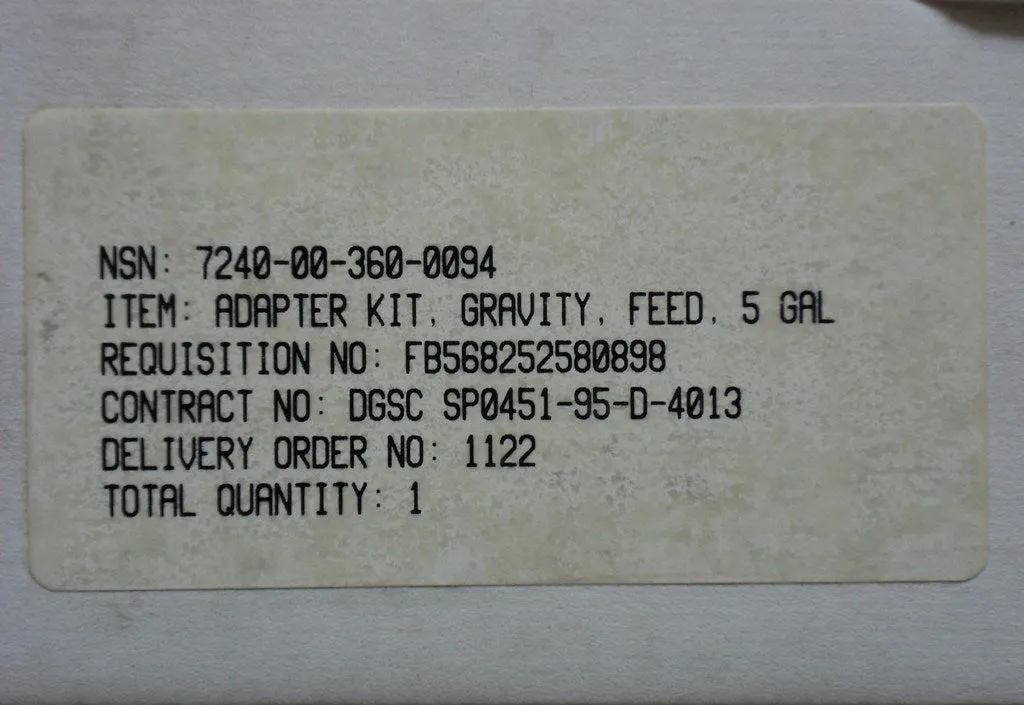 NSN: 7240-00-360-0094
ITEM: ADAPTER KIT, GRAVITY, FEED, 5 GAL
REQUISITION NO: FB568252580898
CONTRACT NO: DGSC SP0451-95-D-4013
DELIVERY ORDER NO: 1122
TOTAL QUANTITY: 1